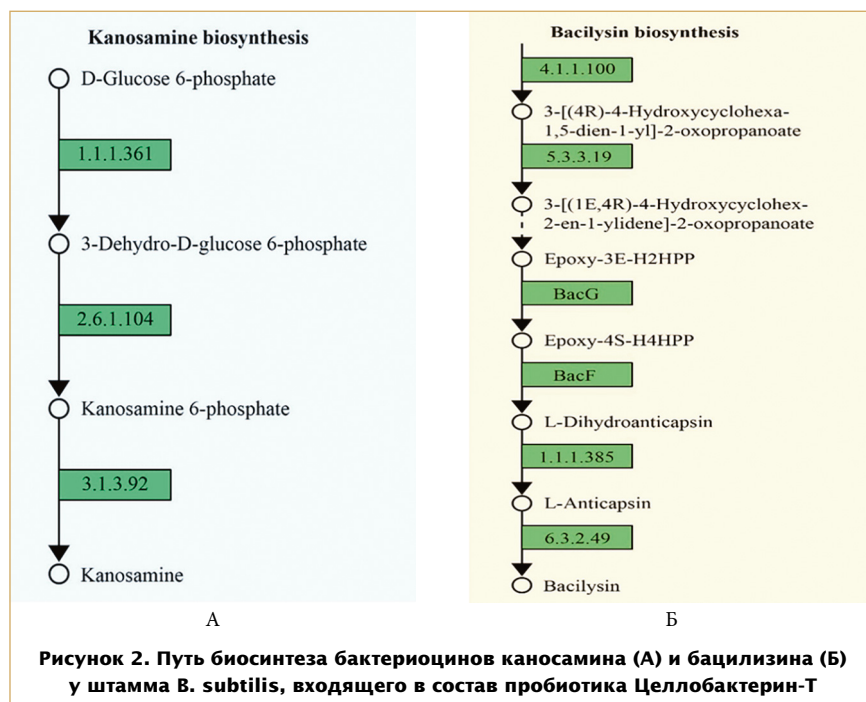 Kanosamine biosynthesis
D-Glucose 6-phosphate
1.1.1.361
3-Dehydro-D-glucose 6-phosphate
2.6.1.104
Kanosamine 6-phosphate
3.1.3.92
Kanosamine
А
Bacilysin biosynthesis
4.1.1.100
3-[(4R)-4-Hydroxycyclohexa-
1,5-dien-1-yl]-2-oxopropanoate
5.3.3.19
3-[(1E,4R)-4-Hydroxycyclohex-
2-en-1-ylidene]-2-oxopropanoate
Epoxy-3E-H2HPP
BacG
Epoxy-4S-H4HPP
BacF
L-Dihydroanticapsin
1.1.1.385
L-Anticapsin
6.3.2.49
Bacilysin
Б
Рисунок 2. Путь биосинтеза бактериоцинов каносамина (А) и бацилизина (Б)
у штамма B. subtilis, входящего в состав пробиотика Целлобактерин-Т